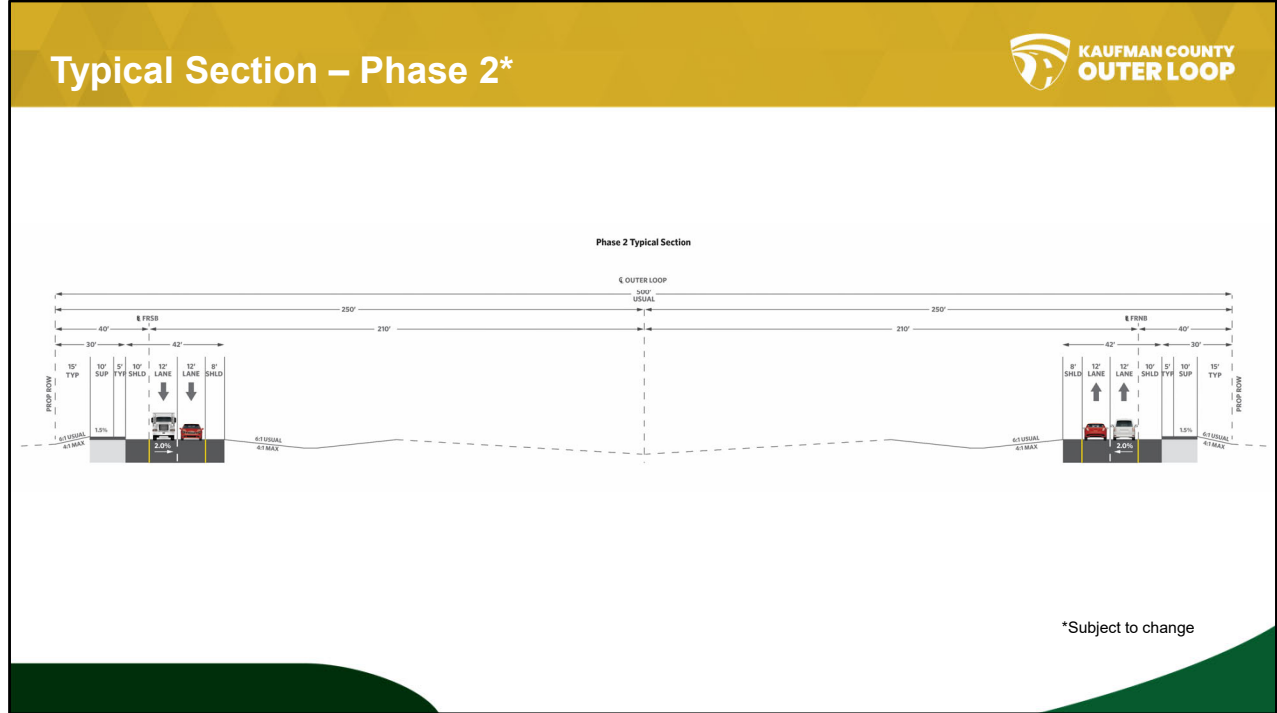 Typical Section – Phase 2*
KAUFMAN COUNTY
OUTER LOOP
Phase 2 Typical Section
℄ OUTER LOOP
500'
USUAL
250'
250'
℄ FRSB
℄ FRNB
40'
210'
210'
40'
30'
42'
42'
30'
15'
TYP
10'
SUP
5'
TYP
10'
SHLD
12'
LANE
12'
LANE
8'
SHLD
8'
SHLD
12'
LANE
12'
LANE
10'
SHLD
5'
TYP
10'
SUP
15'
TYP
PROP ROW
PROP ROW
1.5%
2.0%
6:1 USUAL
4:1 MAX
6:1 USUAL
4:1 MAX
6:1 USUAL
4:1 MAX
2.0%
1.5%
6:1 USUAL
4:1 MAX
*Subject to change